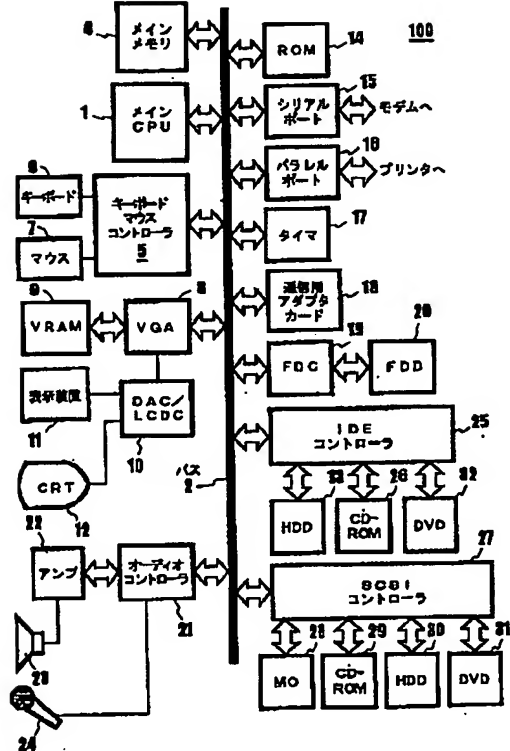 100
4
メイン
メモリ
ROM
14
1
メイン
CPU
15
シリアル
ポート
モデムへ
16
パラレル
ポート
プリンタへ
6
キーボード
キーボード
マウス
コントローラ
5
7
マウス
17
タイマ
9
VRAM
8
VGA
通信用
アダプタ
カード
18
19
FDC
20
FDD
表示装置
11
DAC/
LCDC
10
IDE
コントローラ
25
バス
2
CRT
12
HDD
26
CD-
ROM
32
DVD
22
アンプ
オーディオ
コントローラ
21
27
SCSI
コントローラ
23
24
28
MO
29
CD-
ROM
30
HDD
31
DVD